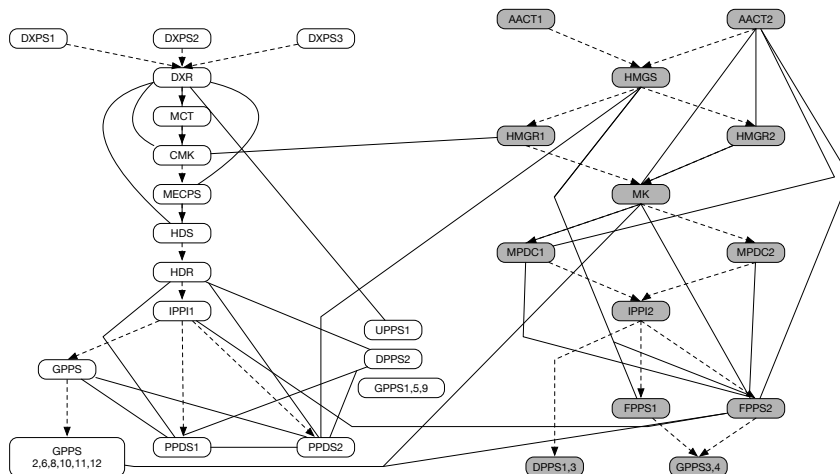 AACT1
AACT2
DXPS1
DXPS2
DXPS3
DXR
HMGS
MCT
HMGR1
HMGR2
CMK
MECPS
MK
HDS
MPDC1
MPDC2
HDR
IPPI1
IPPI2
UPPS1
DPPS2
GPPS
GPPS1,5,9
FPPS1
FPPS2
PPDS1
PPDS2
GPPS
2,6,8,10,11,12
DPPS1,3
GPPS3,4